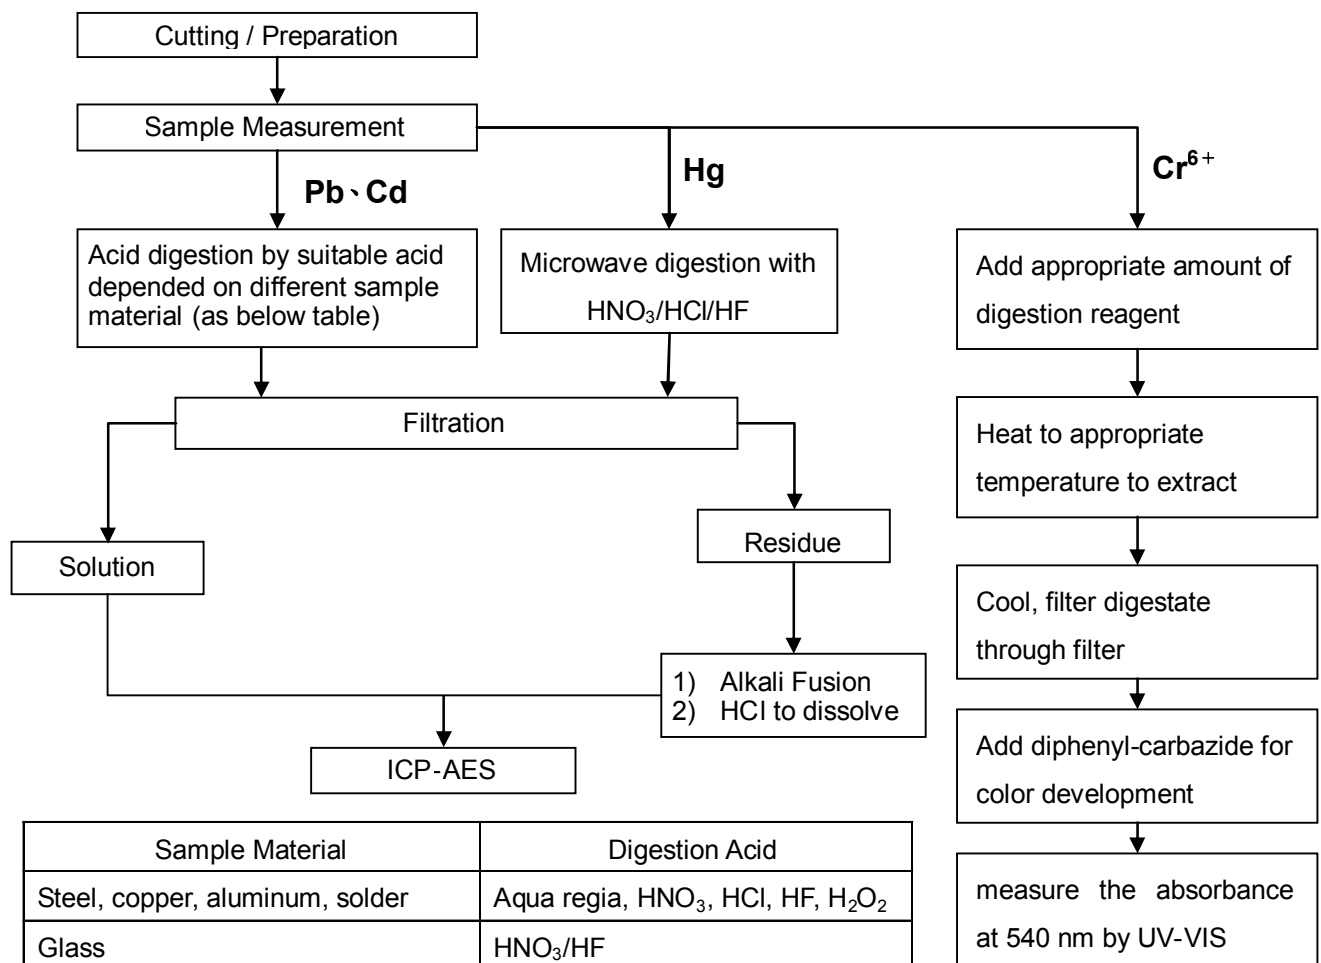 Cutting / Preparation
Sample Measurement
Pb、Cd
Hg
Cr⁶⁺
Acid digestion by suitable acid
depended on different sample
material (as below table)
Microwave digestion with
HNO₃/HCl/HF
Add appropriate amount of
digestion reagent
Filtration
Heat to appropriate
temperature to extract
Solution
Residue
Cool, filter digestate
through filter
1) Alkali Fusion
2) HCl to dissolve
ICP-AES
Add diphenyl-carbazide for
color development
measure the absorbance
at 540 nm by UV-VIS
Sample Material Digestion Acid
Steel, copper, aluminum, solder Aqua regia, HNO₃, HCl, HF, H₂O₂
Glass HNO₃/HF